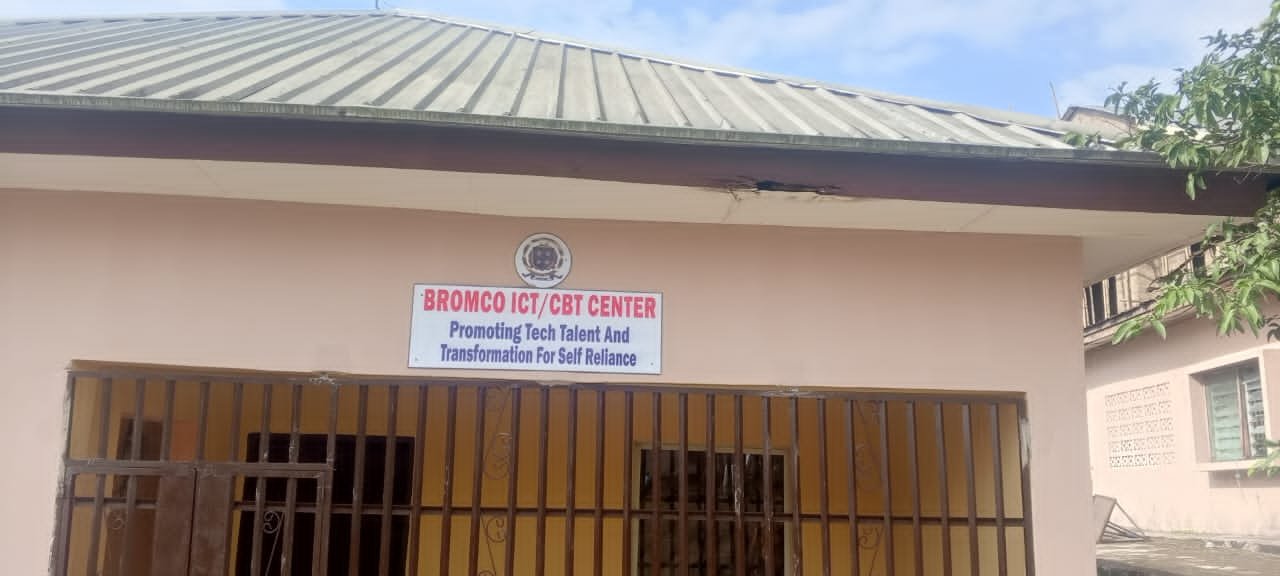 BROMCO ICT/CBT CENTER
Promoting Tech Talent And
Transformation For Self Reliance